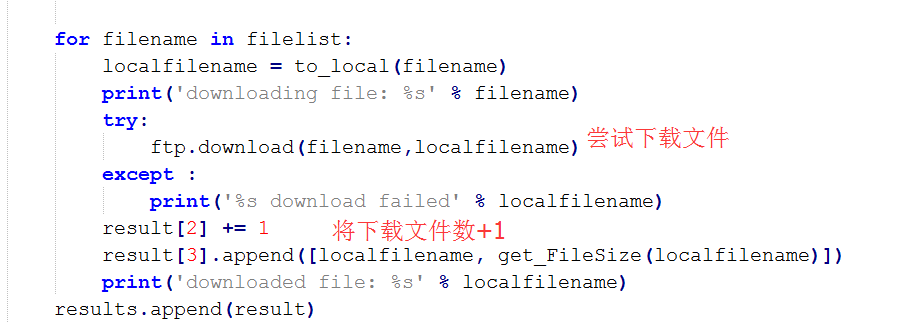 for filename in filelist:
localfilename = to_local(filename)
print('downloading file: %s' % filename)
try:
ftp.download(filename,localfilename) 尝试下载文件
except :
print('%s download failed' % localfilename)
result[2] += 1 将下载文件数+1
result[3].append([localfilename, get_FileSize(localfilename)])
print('downloaded file: %s' % localfilename)
results.append(result)